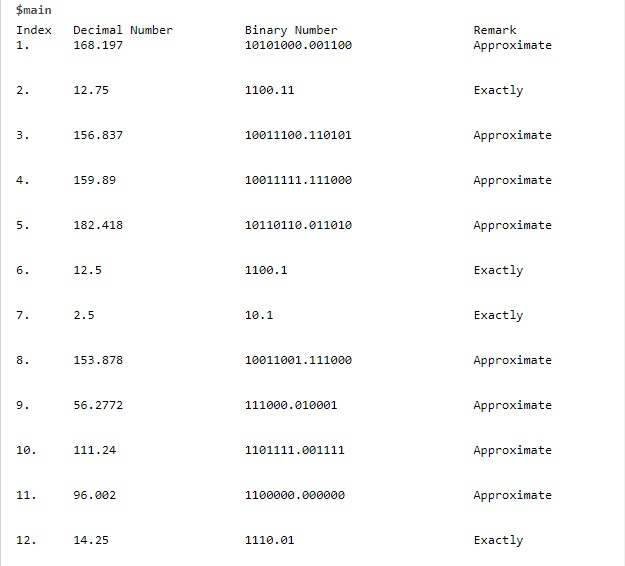 $main
Index Decimal Number Binary Number Remark
1. 168.197 10101000.001100 Approximate
2. 12.75 1100.11 Exactly
3. 156.837 10011100.110101 Approximate
4. 159.89 10011111.111000 Approximate
5. 182.418 10110110.011010 Approximate
6. 12.5 1100.1 Exactly
7. 2.5 10.1 Exactly
8. 153.878 10011001.111000 Approximate
9. 56.2772 111000.010001 Approximate
10. 111.24 1101111.001111 Approximate
11. 96.002 1100000.000000 Approximate
12. 14.25 1110.01 Exactly